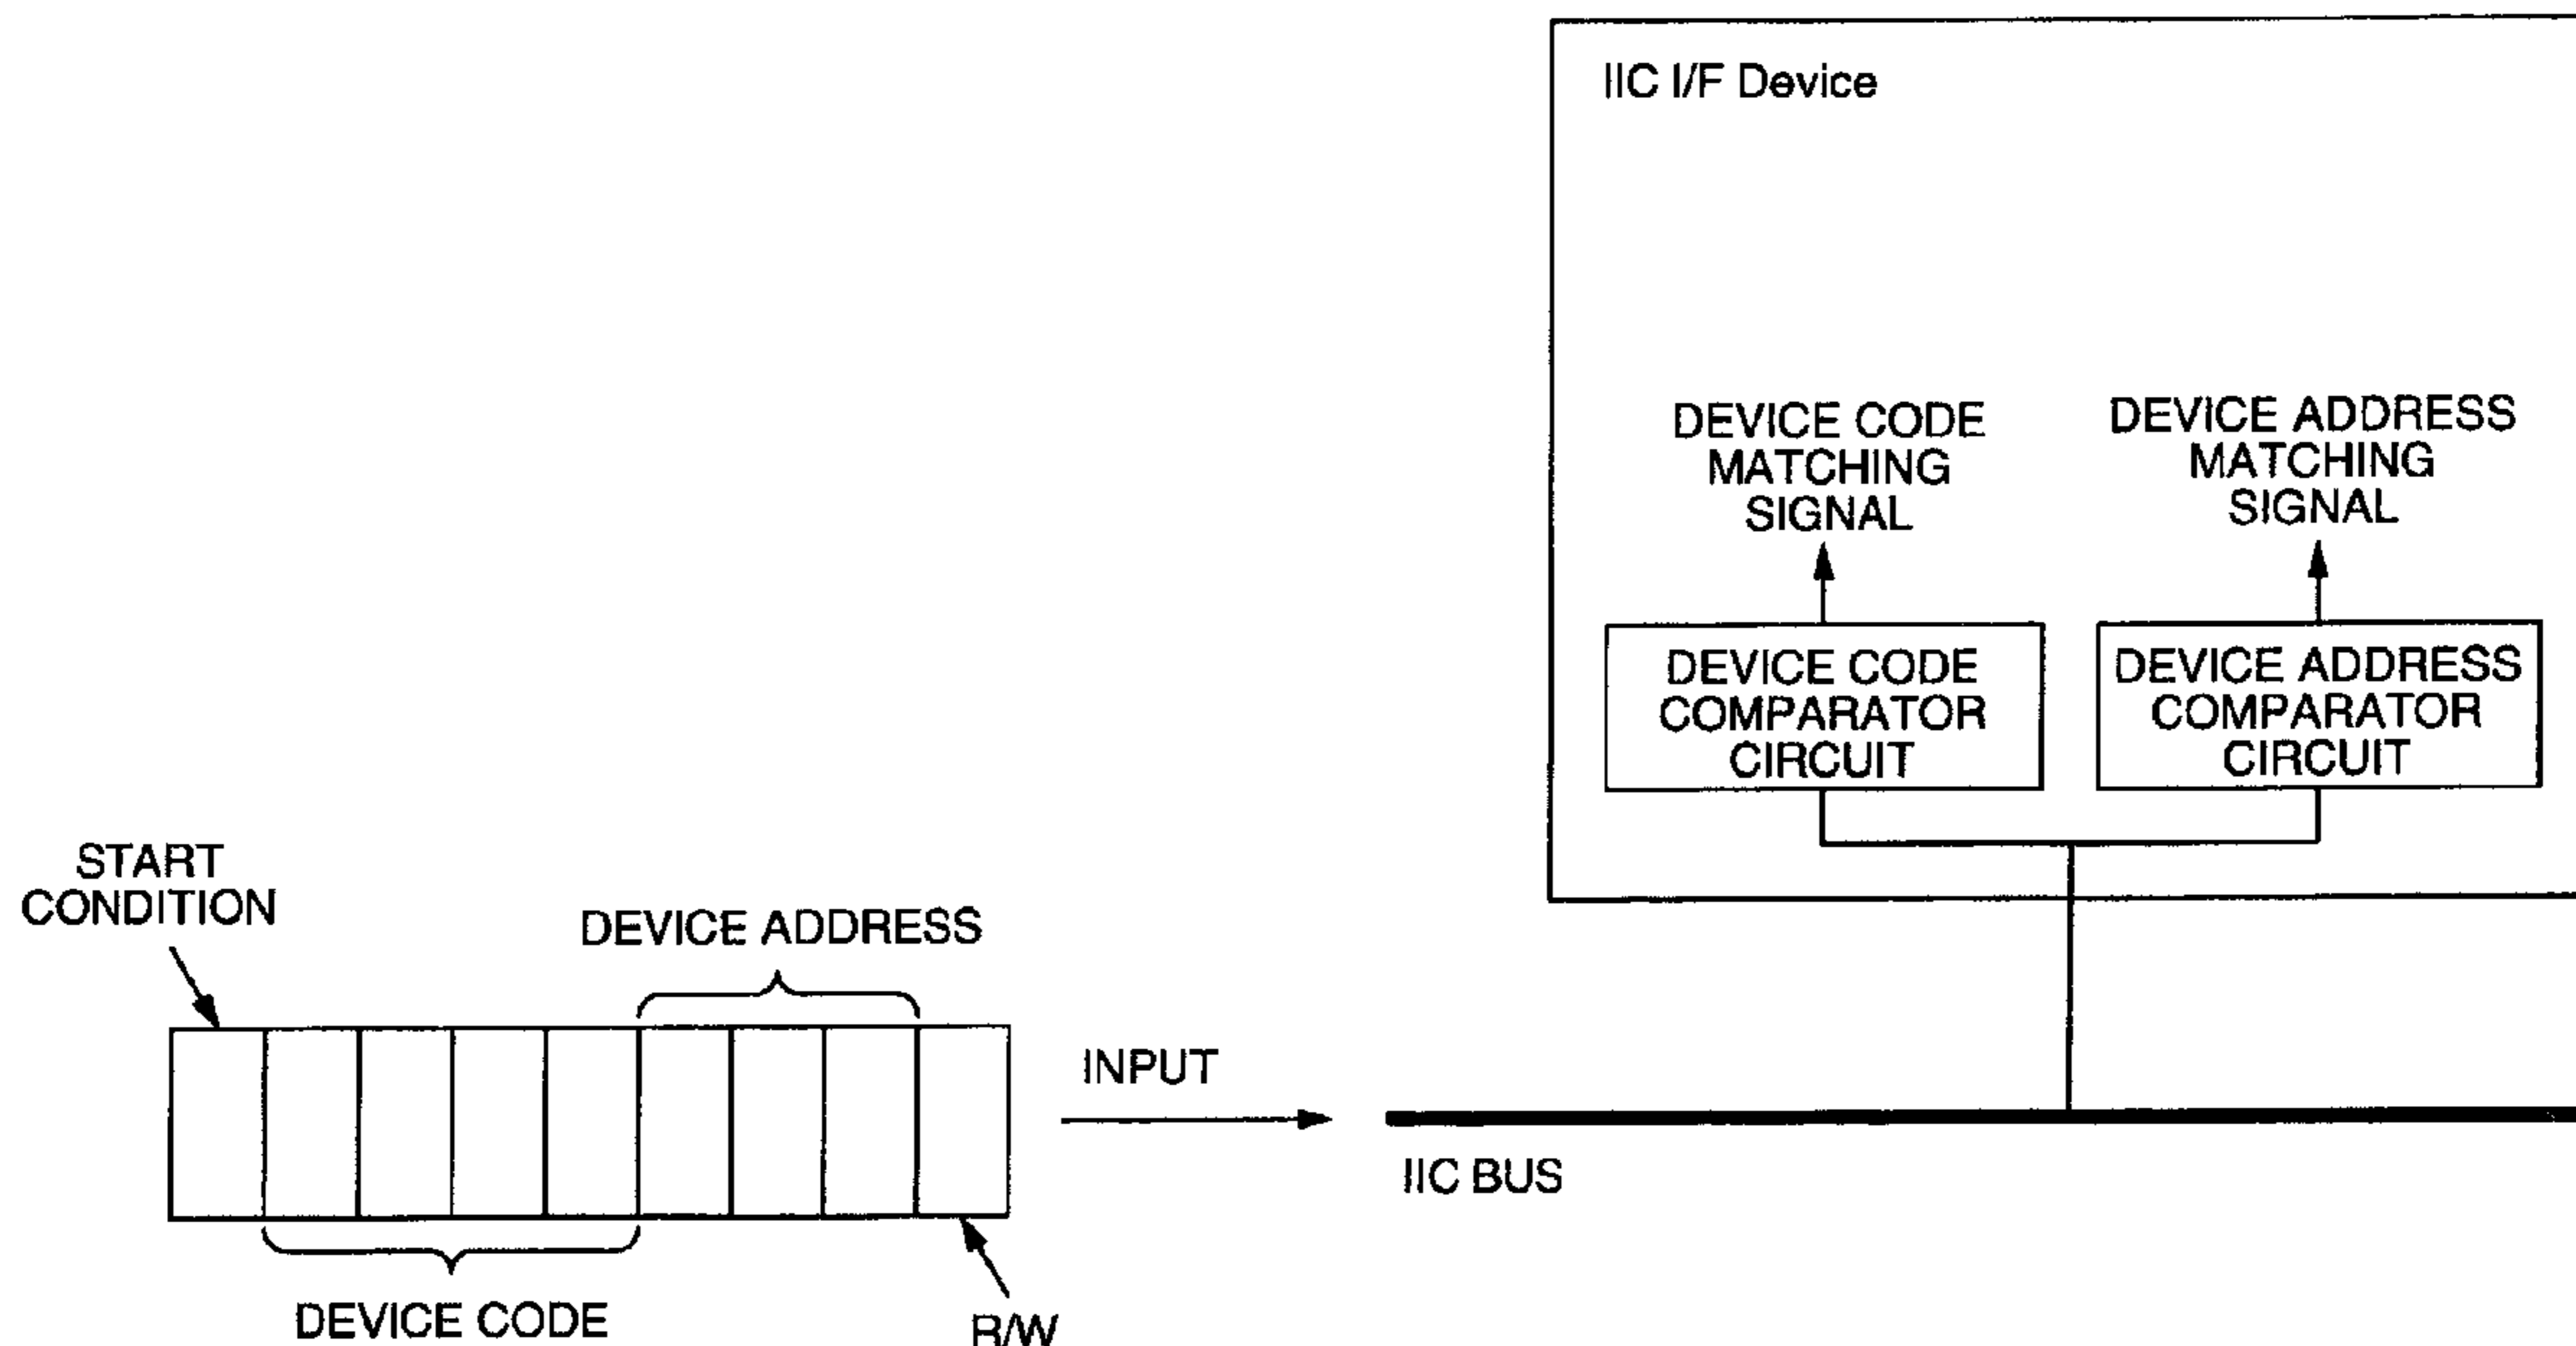 IIC I/F Device
DEVICE CODE
MATCHING
SIGNAL
DEVICE ADDRESS
MATCHING
SIGNAL
DEVICE CODE
COMPARATOR
CIRCUIT
DEVICE ADDRESS
COMPARATOR
CIRCUIT
START
CONDITION
DEVICE ADDRESS
INPUT
IIC BUS
DEVICE CODE
R/W